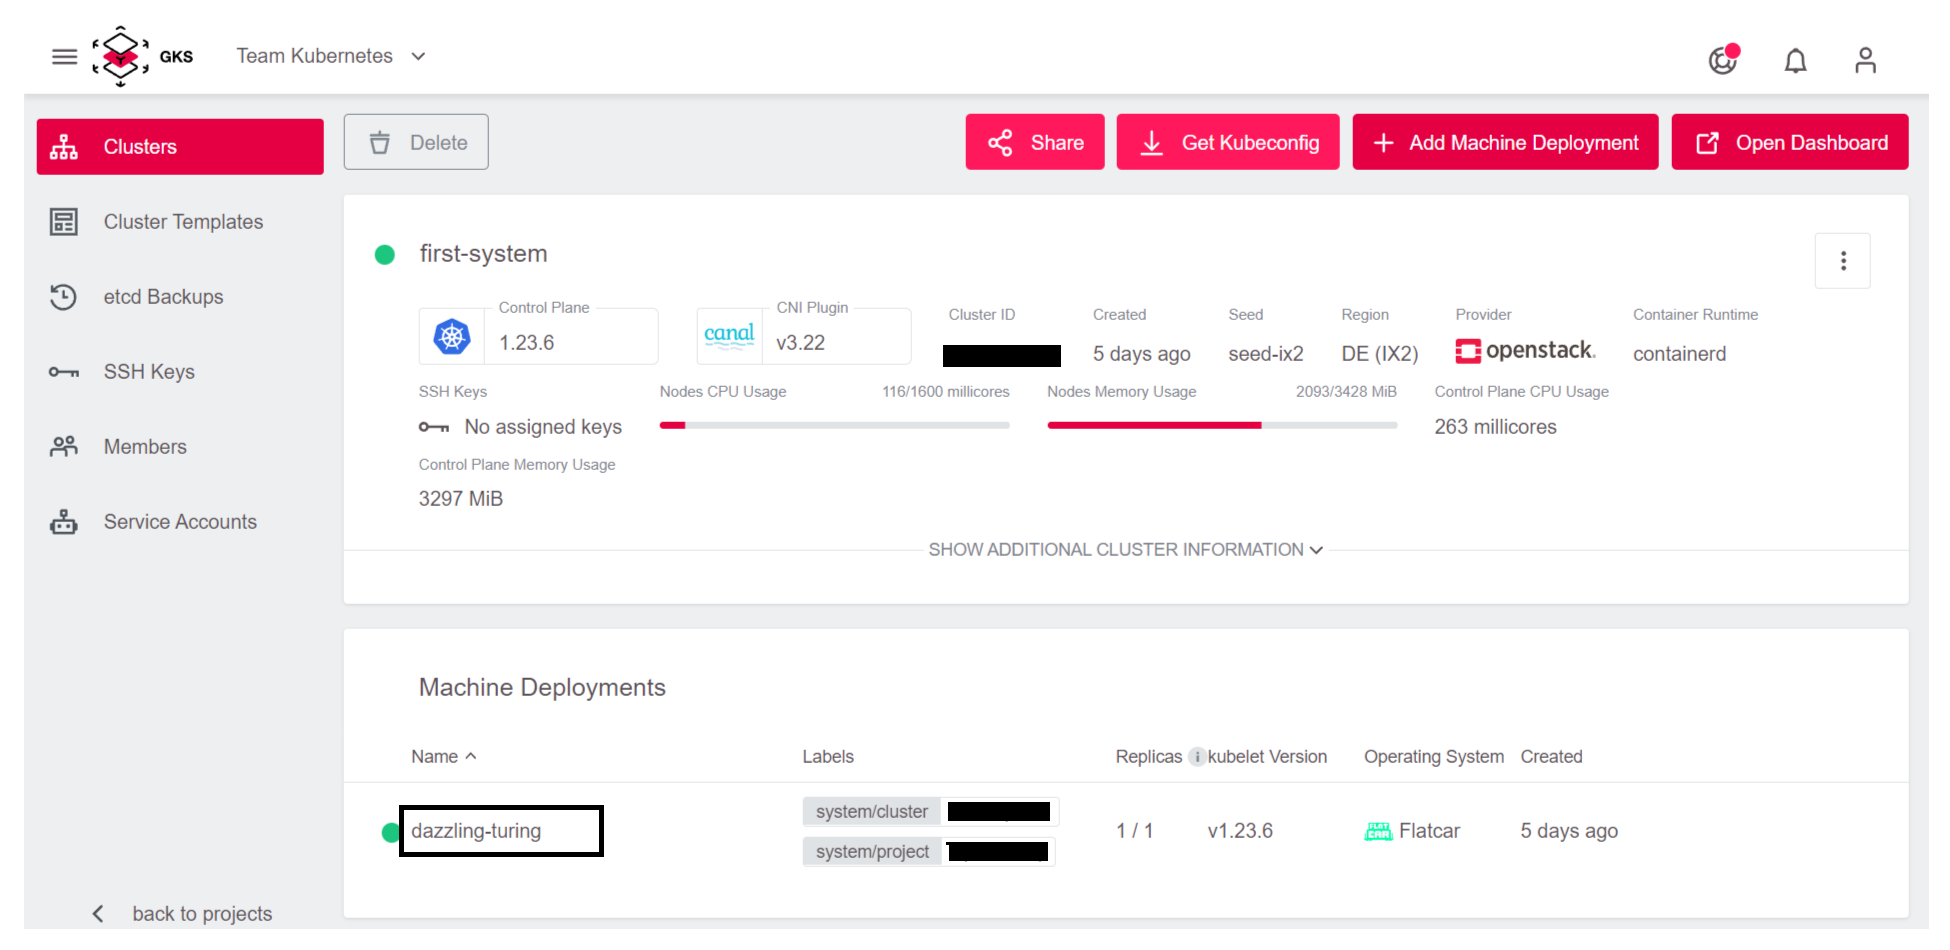 GKS
Team Kubernetes
Clusters
Cluster Templates
etcd Backups
SSH Keys
Members
Service Accounts
back to projects
Delete
Share
Get Kubeconfig
Add Machine Deployment
Open Dashboard
first-system
Control Plane
1.23.6
canal
CNI Plugin
v3.22
Cluster ID
Created
5 days ago
Seed
seed-ix2
Region
DE (IX2)
Provider
openstack.
Container Runtime
containerd
SSH Keys
No assigned keys
Nodes CPU Usage
116/1600 millicores
Nodes Memory Usage
2093/3428 MiB
Control Plane CPU Usage
263 millicores
Control Plane Memory Usage
3297 MiB
SHOW ADDITIONAL CLUSTER INFORMATION
Machine Deployments
Name Labels Replicas i kubelet Version Operating System Created
dazzling-turing
system/cluster
system/project
1 / 1
v1.23.6
FLAT
CAR
Flatcar
5 days ago